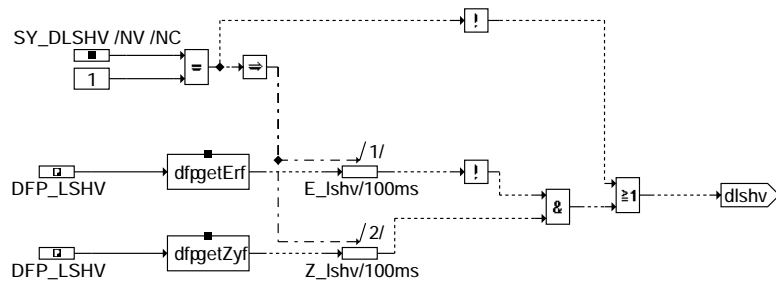 !
SY_DLSHV /NV /NC
1
=
⇒
/1/
dfpgetErf
!
DFP_LSHV
E_lshv/100ms
&
≥1
dlshv
/2/
dfpgetZyf
DFP_LSHV
Z_lshv/100ms